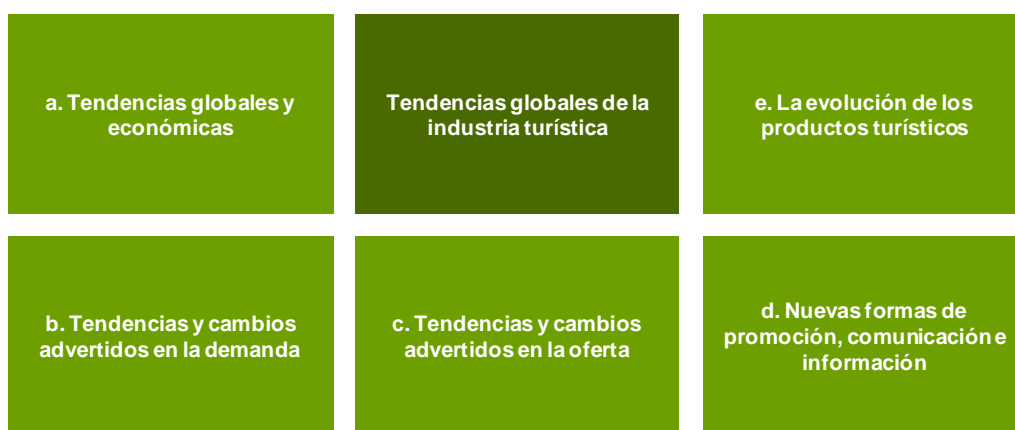 a. Tendencias globales y
económicas
Tendencias globales de la
industria turística
e. La evolución de los
productos turísticos
b. Tendencias y cambios
advertidos en la demanda
c. Tendencias y cambios
advertidos en la oferta
d. Nuevas formas de
promoción, comunicación e
información